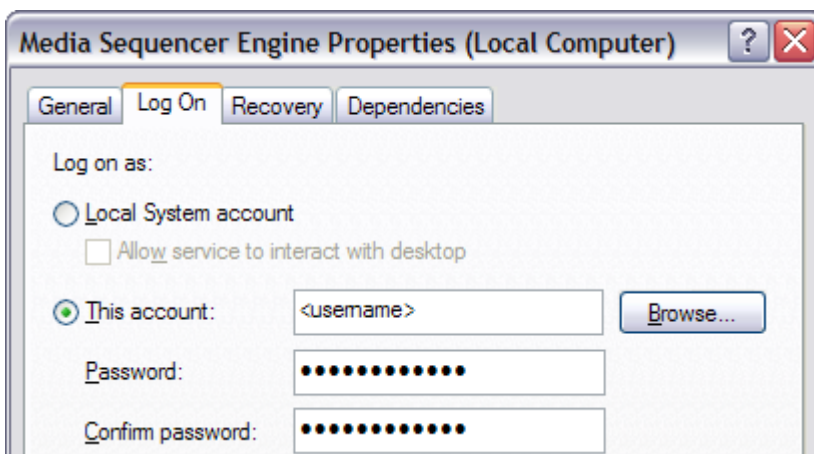 Media Sequencer Engine Properties (Local Computer)
General Log On Recovery Dependencies
Log on as:
Local System account
Allow service to interact with desktop
This account: <username> Browse...
Password: ●●●●●●●●●●●●
Confirm password: ●●●●●●●●●●●●